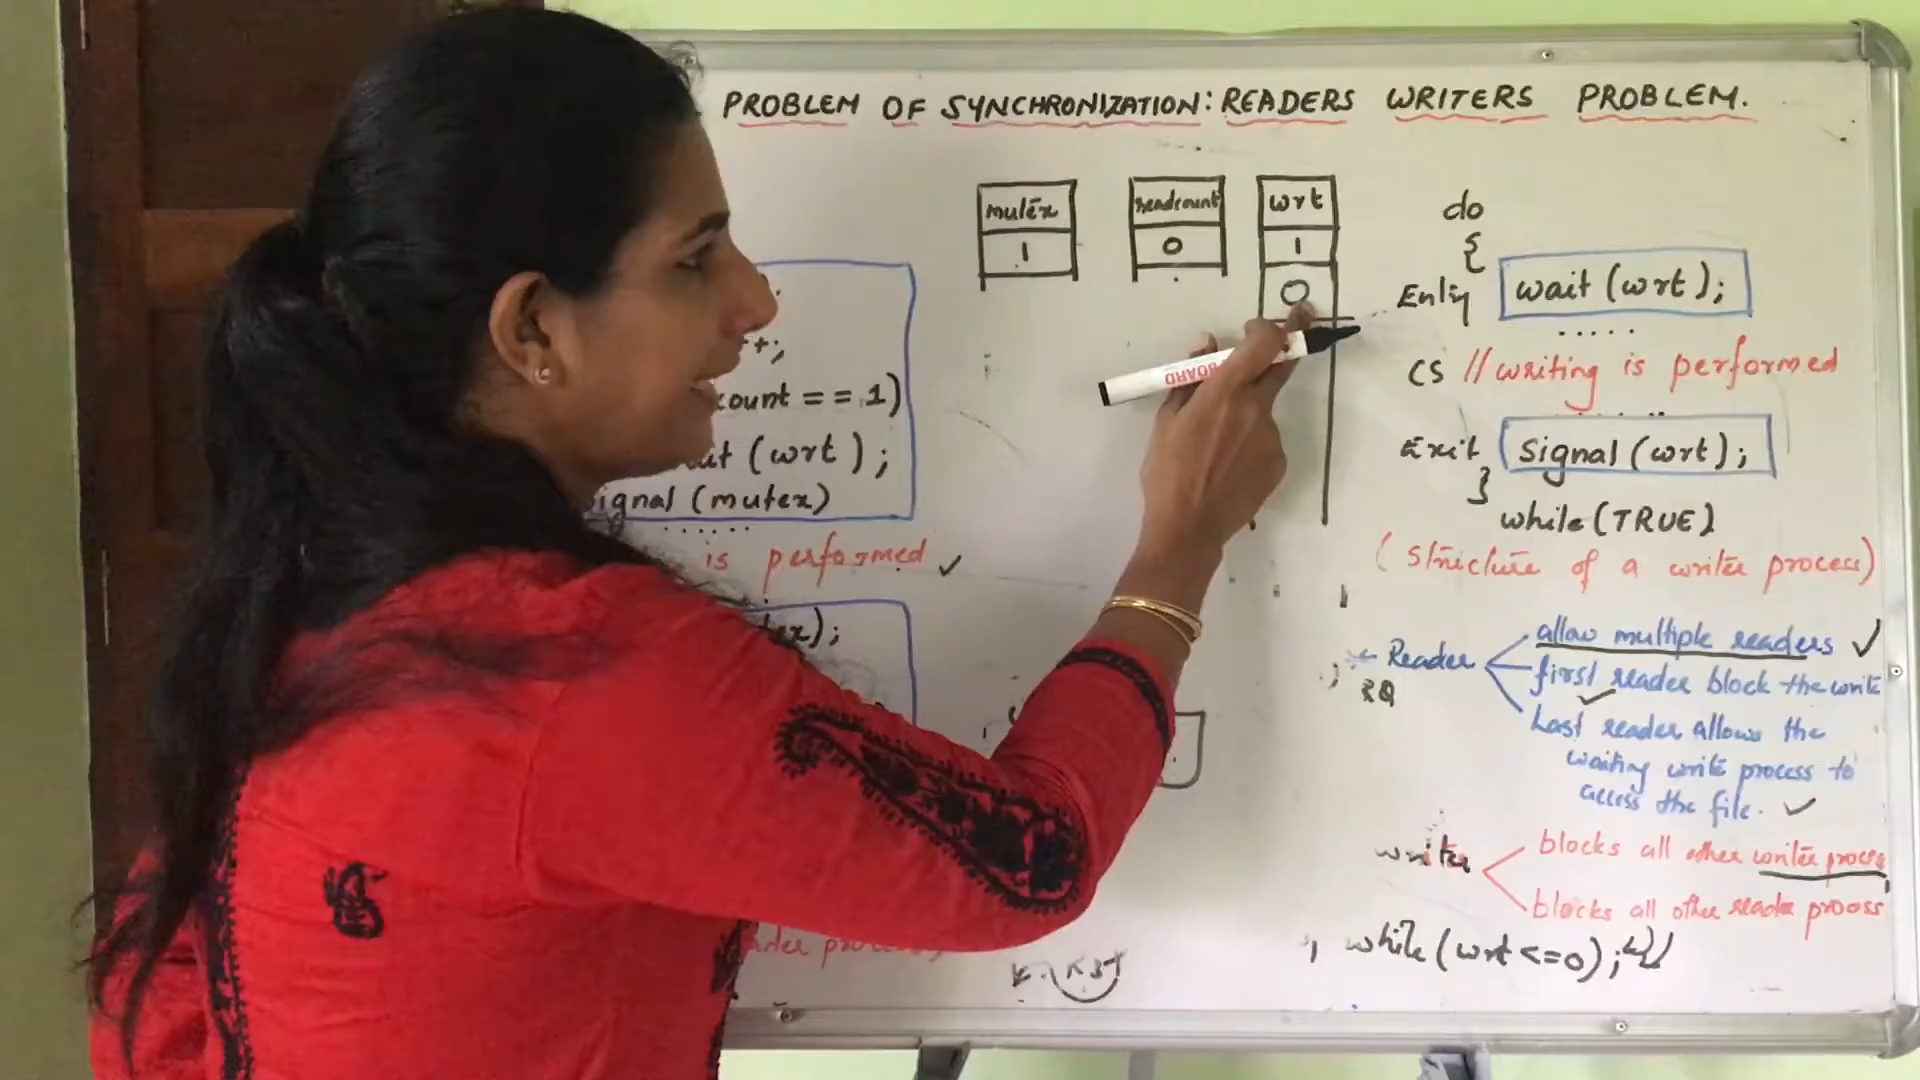 PROBLEM OF SYNCHRONIZATION: READERS WRITERS PROBLEM.
mutex
1
readcount
0
wrt
1
0
do
{
Entry wait (wrt);
.....
CS // writing is performed
Exit Signal (wrt);
}
while (TRUE)
( structure of a writer process)
+;
count == 1)
(wrt);
ignal (mutex)
......
is performed ✓
);
Reader
allow multiple readers ✓
first reader block the write
✓
Last reader allows the
waiting write process to
access the file. ✓
RQ
writer
blocks all other writer process
blocks all other reader process
while (wrt <= 0);
BOARD